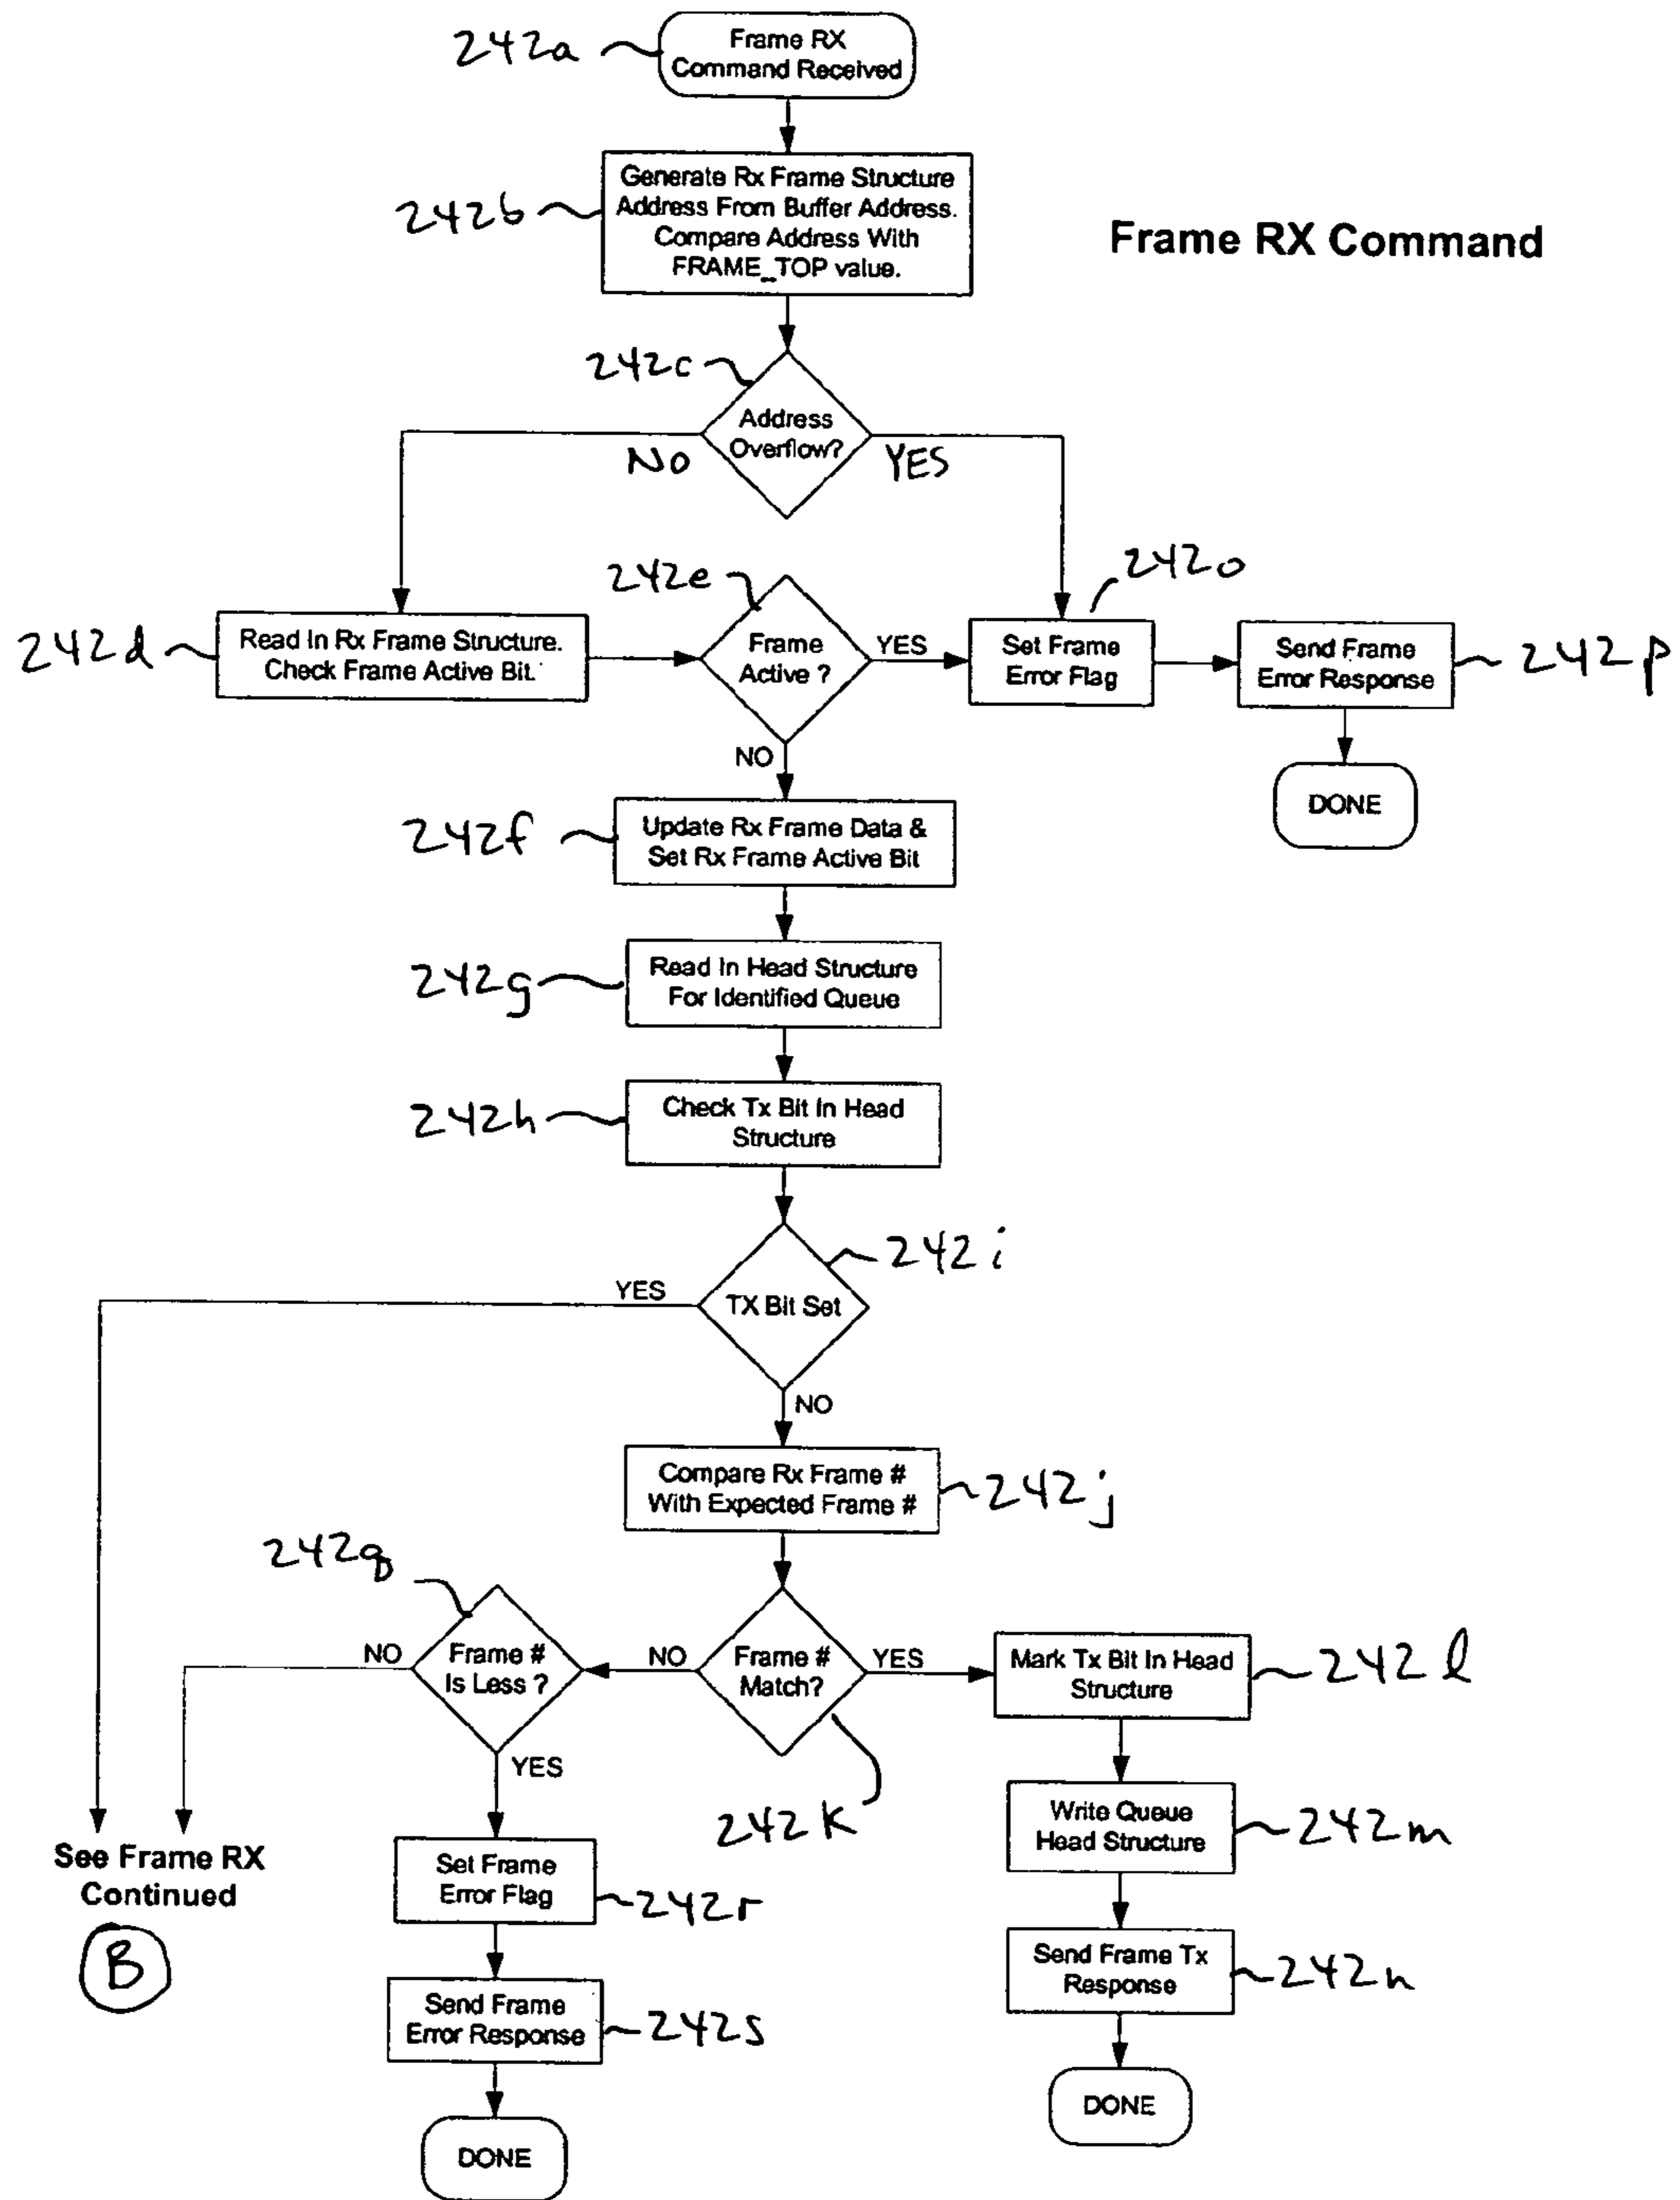 242a
Frame RX
Command Received
242b
Generate Rx Frame Structure
Address From Buffer Address.
Compare Address With
FRAME_TOP value.
Frame RX Command
242c
Address
Overflow?
NO
YES
242d
Read In Rx Frame Structure.
Check Frame Active Bit.
242e
Frame
Active ?
YES
NO
242o
Set Frame
Error Flag
Send Frame
Error Response
242p
DONE
242f
Update Rx Frame Data &
Set Rx Frame Active Bit
242g
Read In Head Structure
For Identified Queue
242h
Check Tx Bit In Head
Structure
242i
YES
TX Bit Set
NO
Compare Rx Frame #
With Expected Frame #
242j
242q
NO
Frame #
Is Less ?
NO
Frame #
Match?
YES
Mark Tx Bit In Head
Structure
242l
YES
242k
Write Queue
Head Structure
242m
See Frame RX
Continued
B
Set Frame
Error Flag
242r
Send Frame Tx
Response
242n
Send Frame
Error Response
242s
DONE
DONE